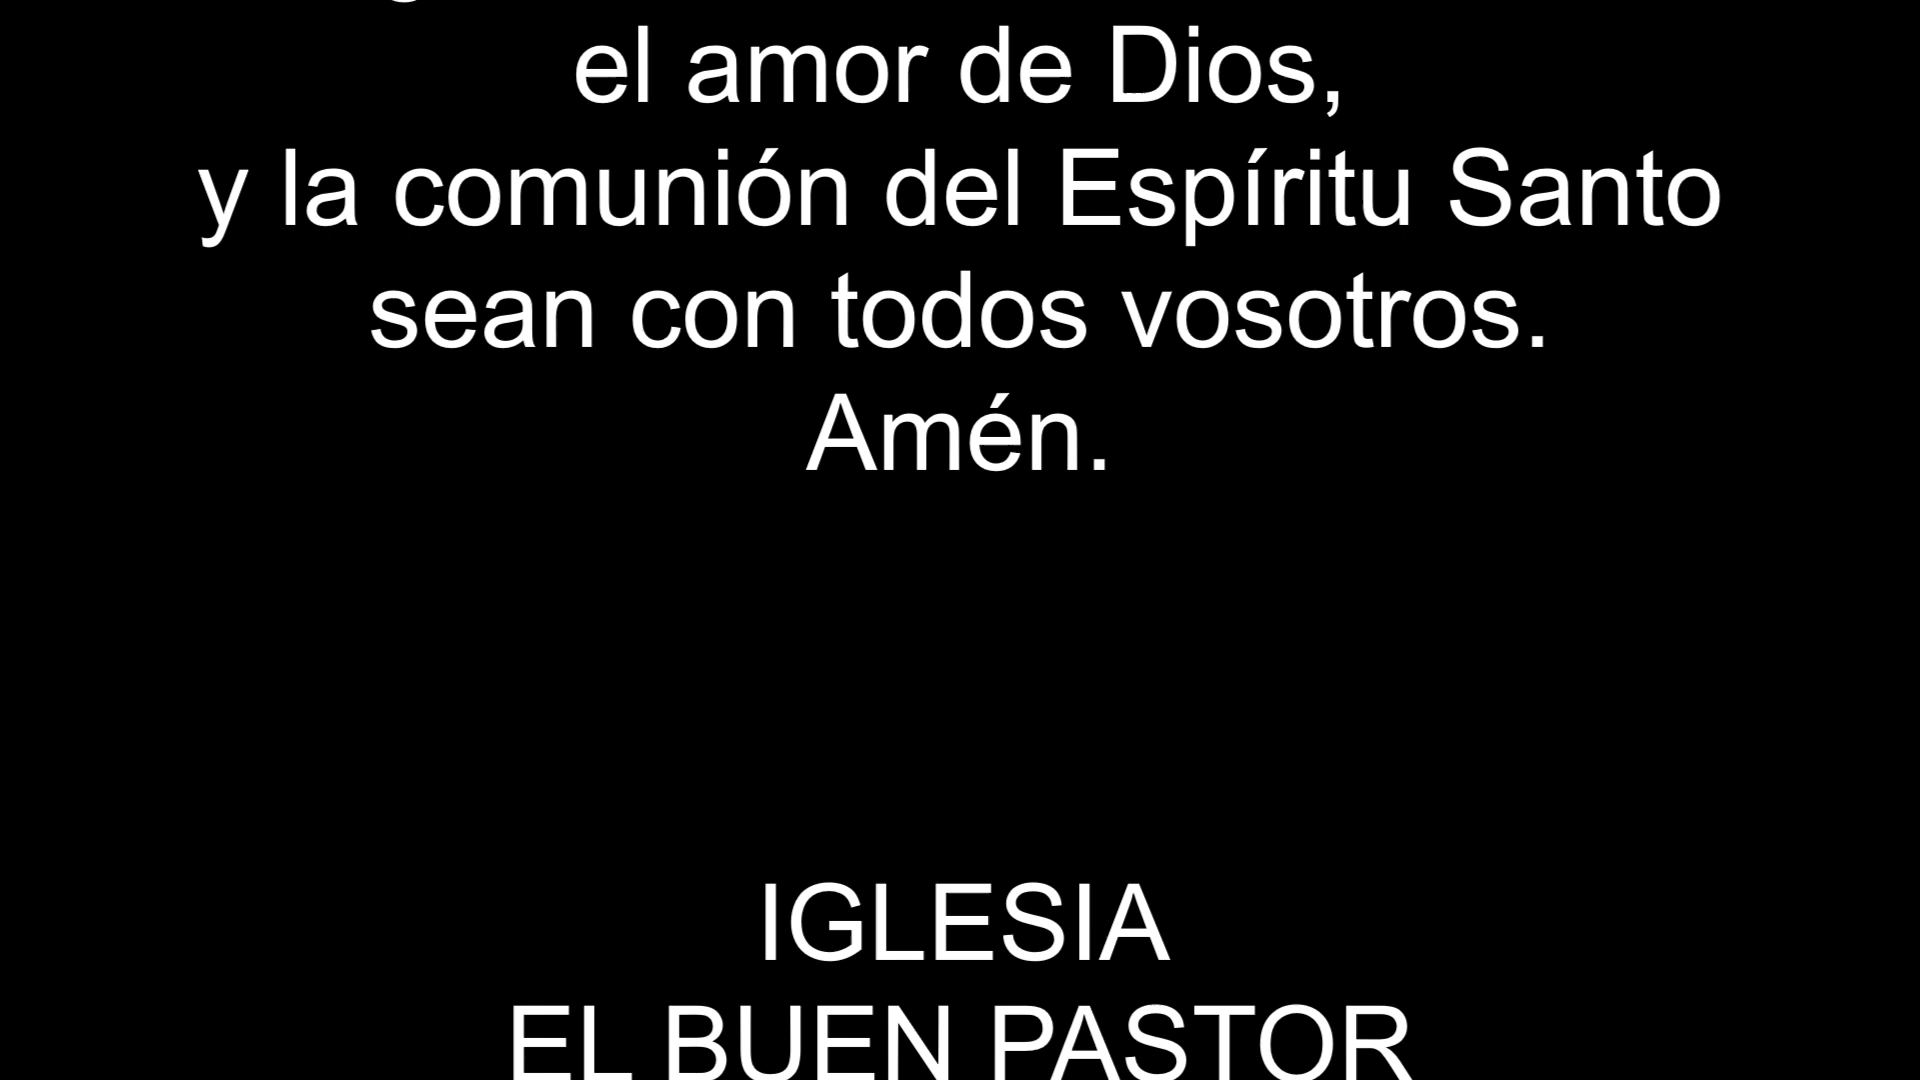 el amor de Dios,
y la comunión del Espíritu Santo
sean con todos vosotros.
Amén.
IGLESIA
EL BUEN PASTOR